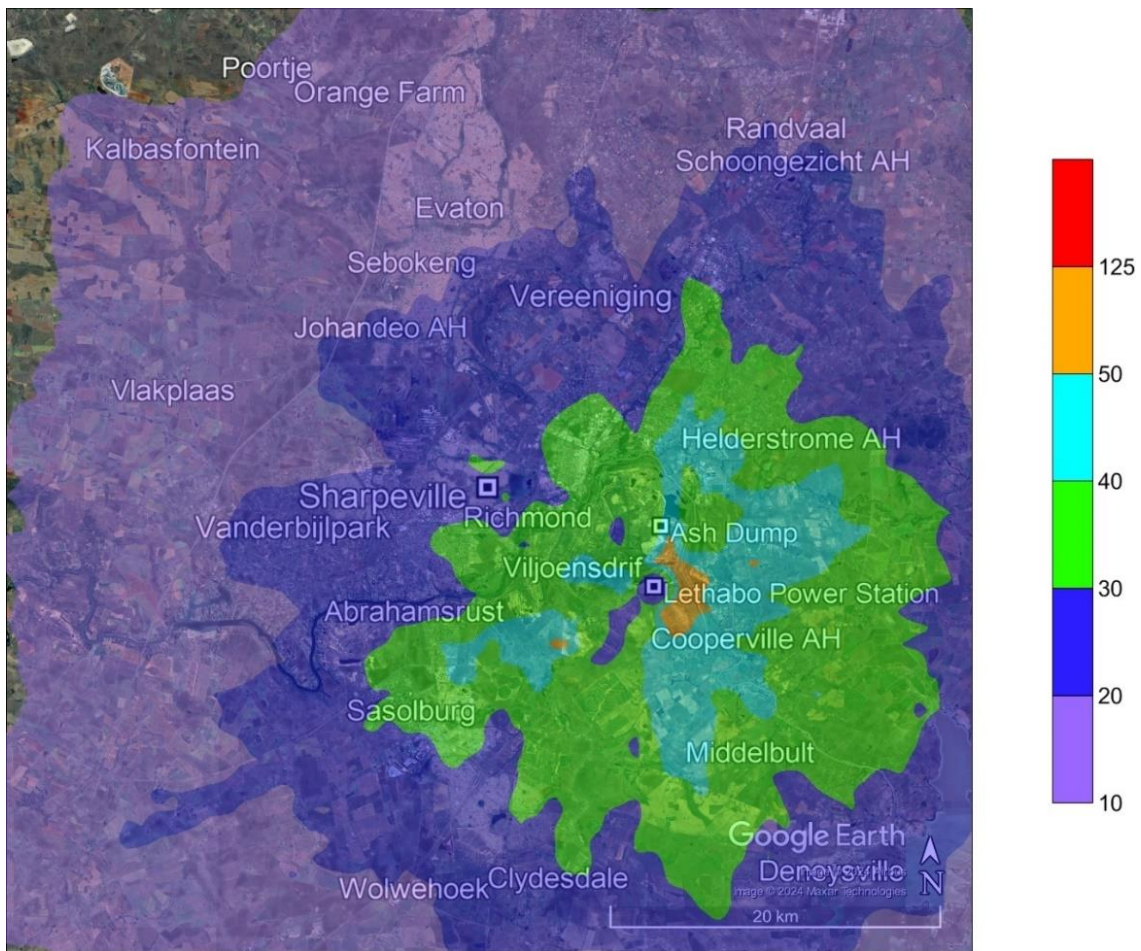 Poortje
Orange Farm
Kalbasfontein
Randvaal
Schoongezicht AH
Evaton
Sebokeng
Vereeniging
Johandeo AH
Vlakplaas
Helderstrome AH
Sharpeville
Richmond
Vanderbijlpark
Ash Dump
Viljoensdrif
Lethabo Power Station
Abrahamsrust
Cooperville AH
Sasolburg
Middelbult
Google Earth
Deneysville
Image © 2024 Maxar Technologies
Clydesdale
Wolwehoek
N
20 km
125
50
40
30
20
10